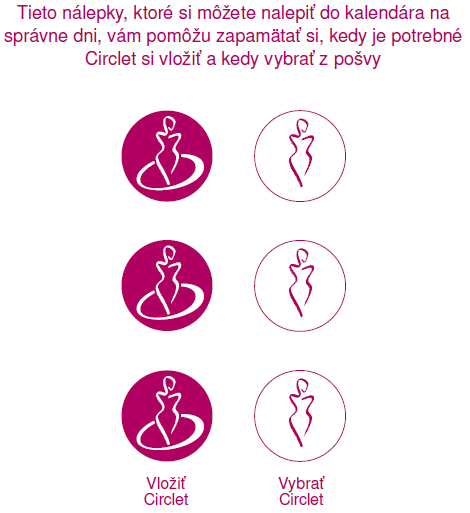 Tieto nálepky, ktoré si môžete nalepiť do kalendára na
správne dni, vám pomôžu zapamätať si, kedy je potrebné
Circlet si vložiť a kedy vybrať z pošvy
Vložiť
Circlet
Vybrať
Circlet